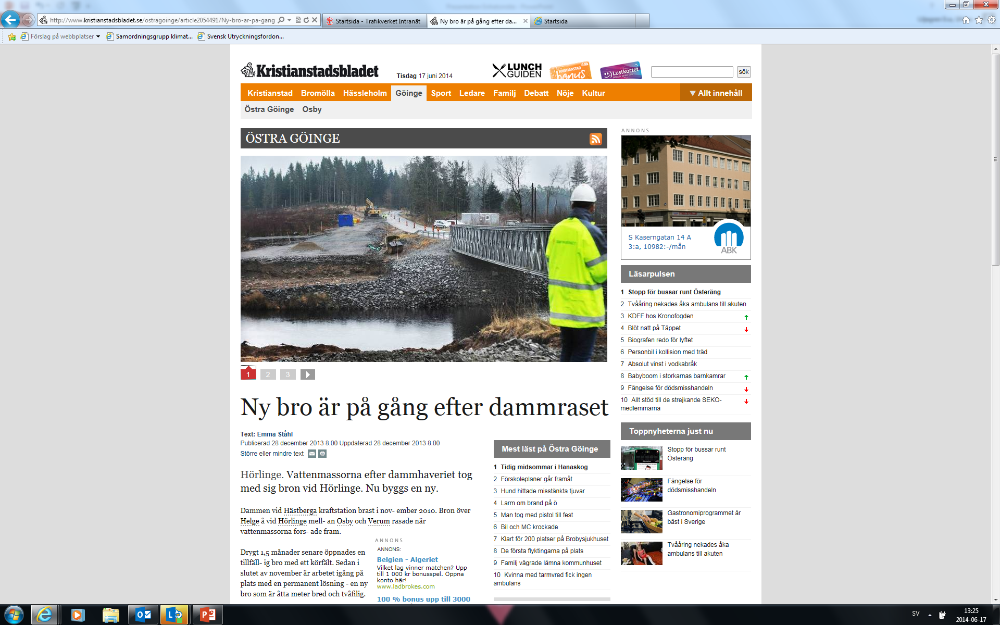 http://www.kristianstadsbladet.se/ostragoinge/article2054491/Ny-bro-ar-pa-gang
Startsida - Trafikverket Intranät
Ny bro är på gång efter da...
Startsida
Förslag på webbplatser
Samordningsgrupp klimat...
Svensk Utryckningsfordon...
Kristianstadsbladet
Tisdag 17 juni 2014
LUNCH
GUIDEN
KRISTIANSTAD
bonus
Lustkortet
sök
Kristianstad Bromölla Hässleholm Göinge Sport Ledare Familj Debatt Nöje Kultur
Allt innehåll
Östra Göinge Osby
ÖSTRA GÖINGE
ANNONS
S Kaserngatan 14 A
3:a, 10982:-/mån
ABK
Läsarpulsen
1 Stopp för bussar runt Österäng
2 Tvååring nekades åka ambulans till akuten
3 KDFF hos Kronofogden
4 Blöt natt på Täppet
5 Biografen redo för lyftet
6 Personbil i kollision med träd
7 Absolut vinst i vodkabråk
8 Babyboom i storkarnas barnkamrar
9 Fängelse för dödsmisshandeln
10 Allt stöd till de strejkande SEKO-
medlemmarna
1 2 3
Ny bro är på gång efter dammraset
Text: Emma Ståhl
Publicerad 28 december 2013 8.00 Uppdaterad 28 december 2013 8.00
Större eller mindre text
Hörlinge. Vattenmassorna efter dammhaveriet tog
med sig bron vid Hörlinge. Nu byggs en ny.
Dammen vid Hästberga kraftstation brast i nov- ember 2010. Bron över
Helge å vid Hörlinge mell- an Osby och Verum rasade när
vattenmassorna fors- ade fram.
Drygt 1,5 månader senare öppnades en
tillfäll- ig bro med ett körfält. Sedan i
slutet av november är arbetet igång på
plats med en permanent lösning - en ny
bro som är åtta meter bred och tvåfilig.
ANNONS
ANNONS:
Belgien - Algeriet
Vilket lag vinner matchen? Upp
till 1 000 kr bonusspel. Öppna
konto här!
www.ladbrokes.com
100 % bonus upp till 3000
Mest läst på Östra Göinge
1 Tidig midsommar i Hanaskog
2 Förskoleplaner går framåt
3 Hund hittade misstänkta tjuvar
4 Larm om brand på ö
5 Man tog med pistol till fest
6 Bil och MC krockade
7 Klart för 200 platser på Brobysjukhuset
8 De första flyktingarna på plats
9 Familj vägrade lämna kommunhuset
10 Kvinna med tarmvred fick ingen
ambulans
Toppnyheterna just nu
Stopp för bussar runt
Österäng
Fängelse för
dödsmisshandeln
Gastronomiprogrammet är
bäst i Sverige
Tvååring nekades åka
ambulans till akuten
SV
13:25
2014-06-17